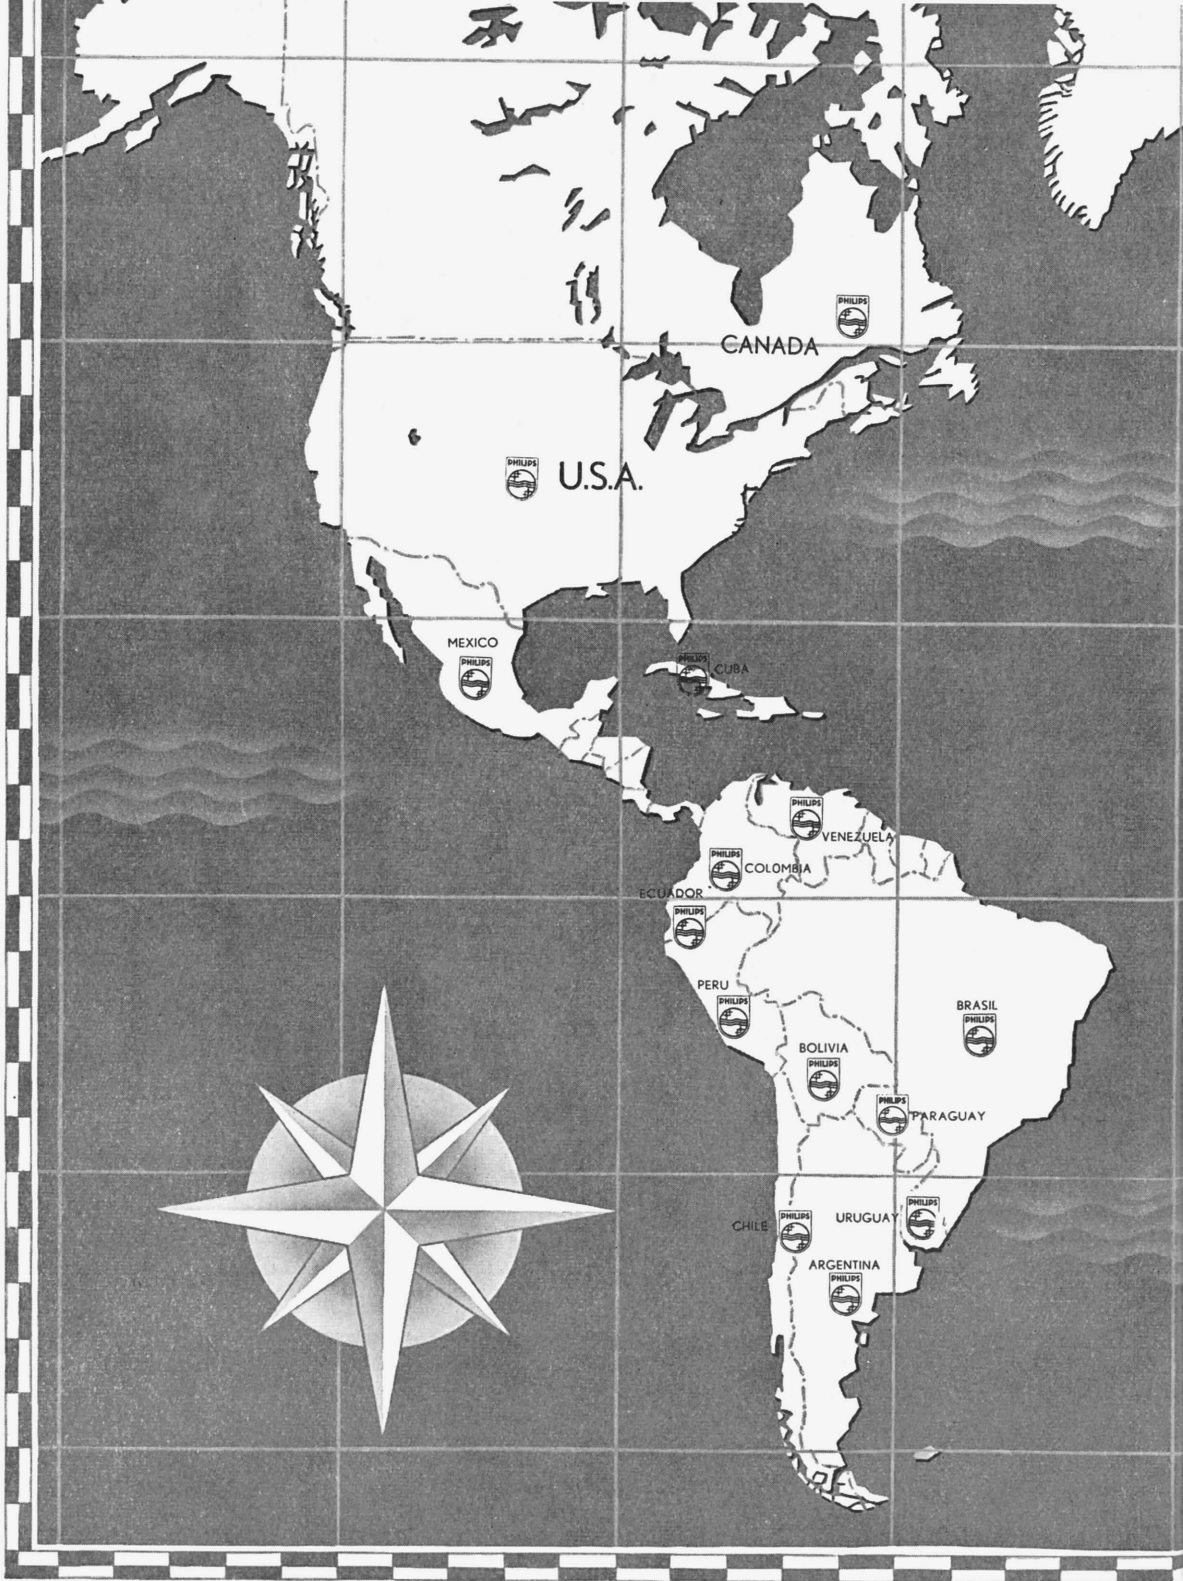 PHILIPS
CANADA
PHILIPS
U.S.A.
MEXICO
PHILIPS
PHILIPS
CUBA
PHILIPS
VENEZUELA
PHILIPS
COLOMBIA
ECUADOR
PHILIPS
PERU
PHILIPS
BRASIL
PHILIPS
BOLIVIA
PHILIPS
PHILIPS
PARAGUAY
PHILIPS
URUGUAY
CHILE
PHILIPS
ARGENTINA
PHILIPS